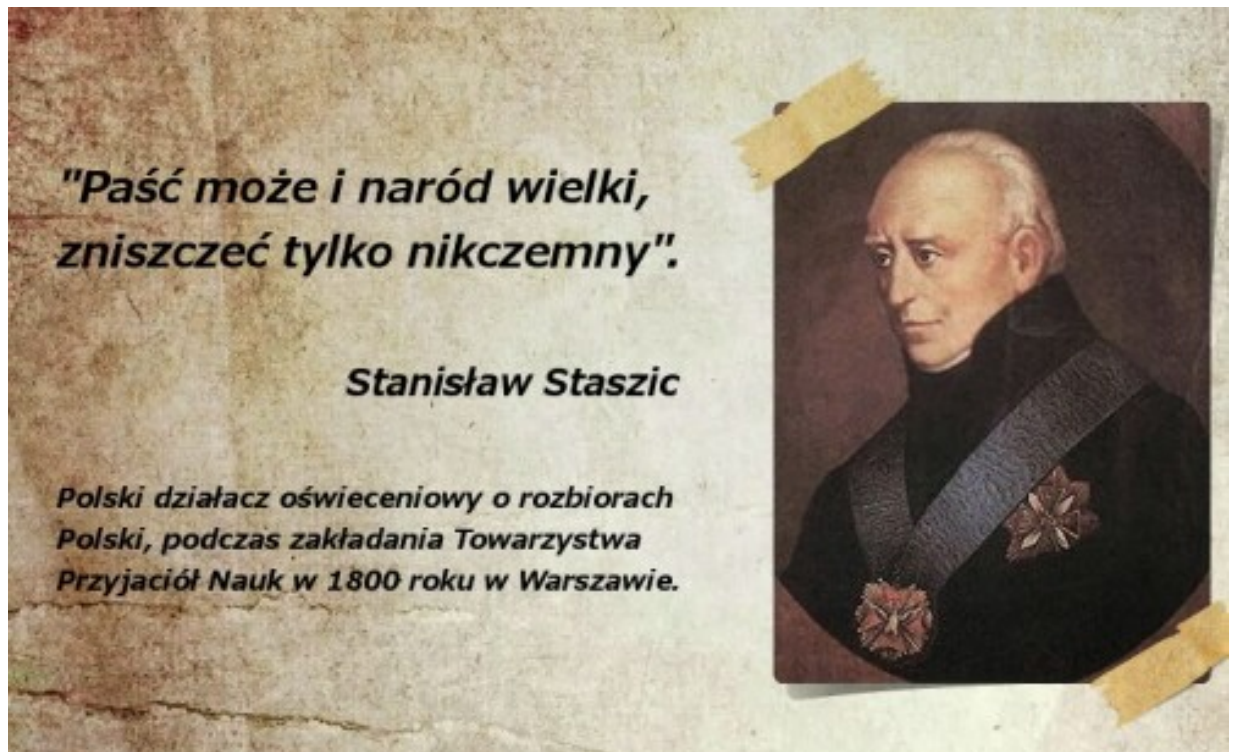 "Paść może i naród wielki,
zniszczeć tylko nikczemny".
Stanisław Staszic
Polski działacz oświeceniowy o rozbiorach
Polski, podczas zakładania Towarzystwa
Przyjaciół Nauk w 1800 roku w Warszawie.